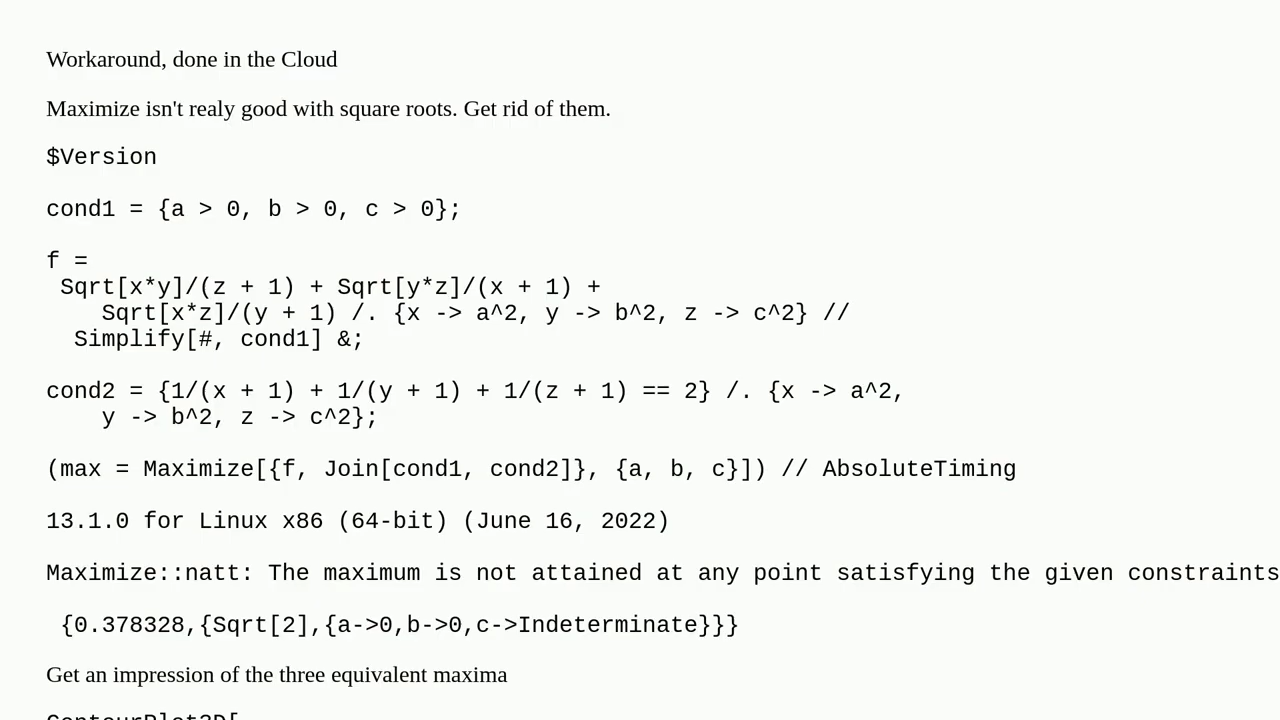 Workaround, done in the Cloud
Maximize isn't realy good with square roots. Get rid of them.
$Version
cond1 = {a > 0, b > 0, c > 0};
f =
Sqrt[x*y]/(z + 1) + Sqrt[y*z]/(x + 1) +
Sqrt[x*z]/(y + 1) /. {x -> a^2, y -> b^2, z -> c^2} //
Simplify[#, cond1] &;
cond2 = {1/(x + 1) + 1/(y + 1) + 1/(z + 1) == 2} /. {x -> a^2,
y -> b^2, z -> c^2};
(max = Maximize[{f, Join[cond1, cond2]}, {a, b, c}]) // AbsoluteTiming
13.1.0 for Linux x86 (64-bit) (June 16, 2022)
Maximize::natt: The maximum is not attained at any point satisfying the given constraints
{0.378328,{Sqrt[2],{a->0,b->0,c->Indeterminate}}}
Get an impression of the three equivalent maxima
ContourPlot3D[